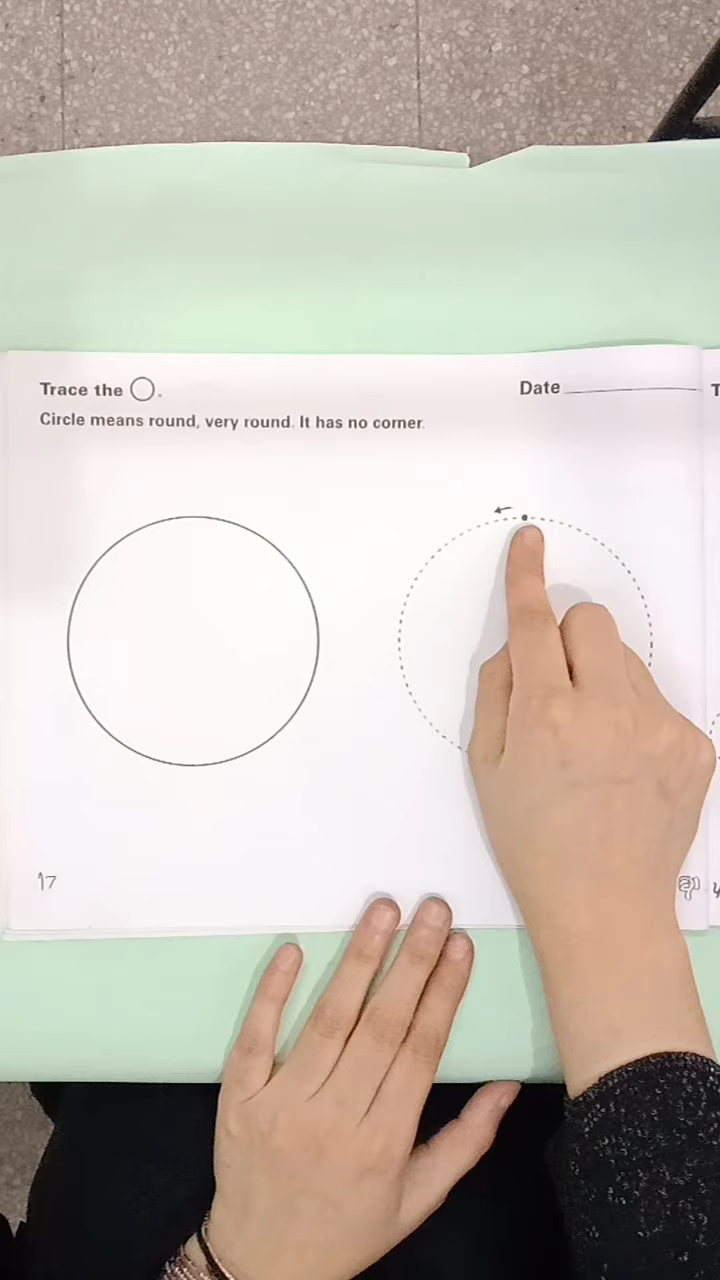 Trace the ○.
Date
Circle means round, very round. It has no corner.
17